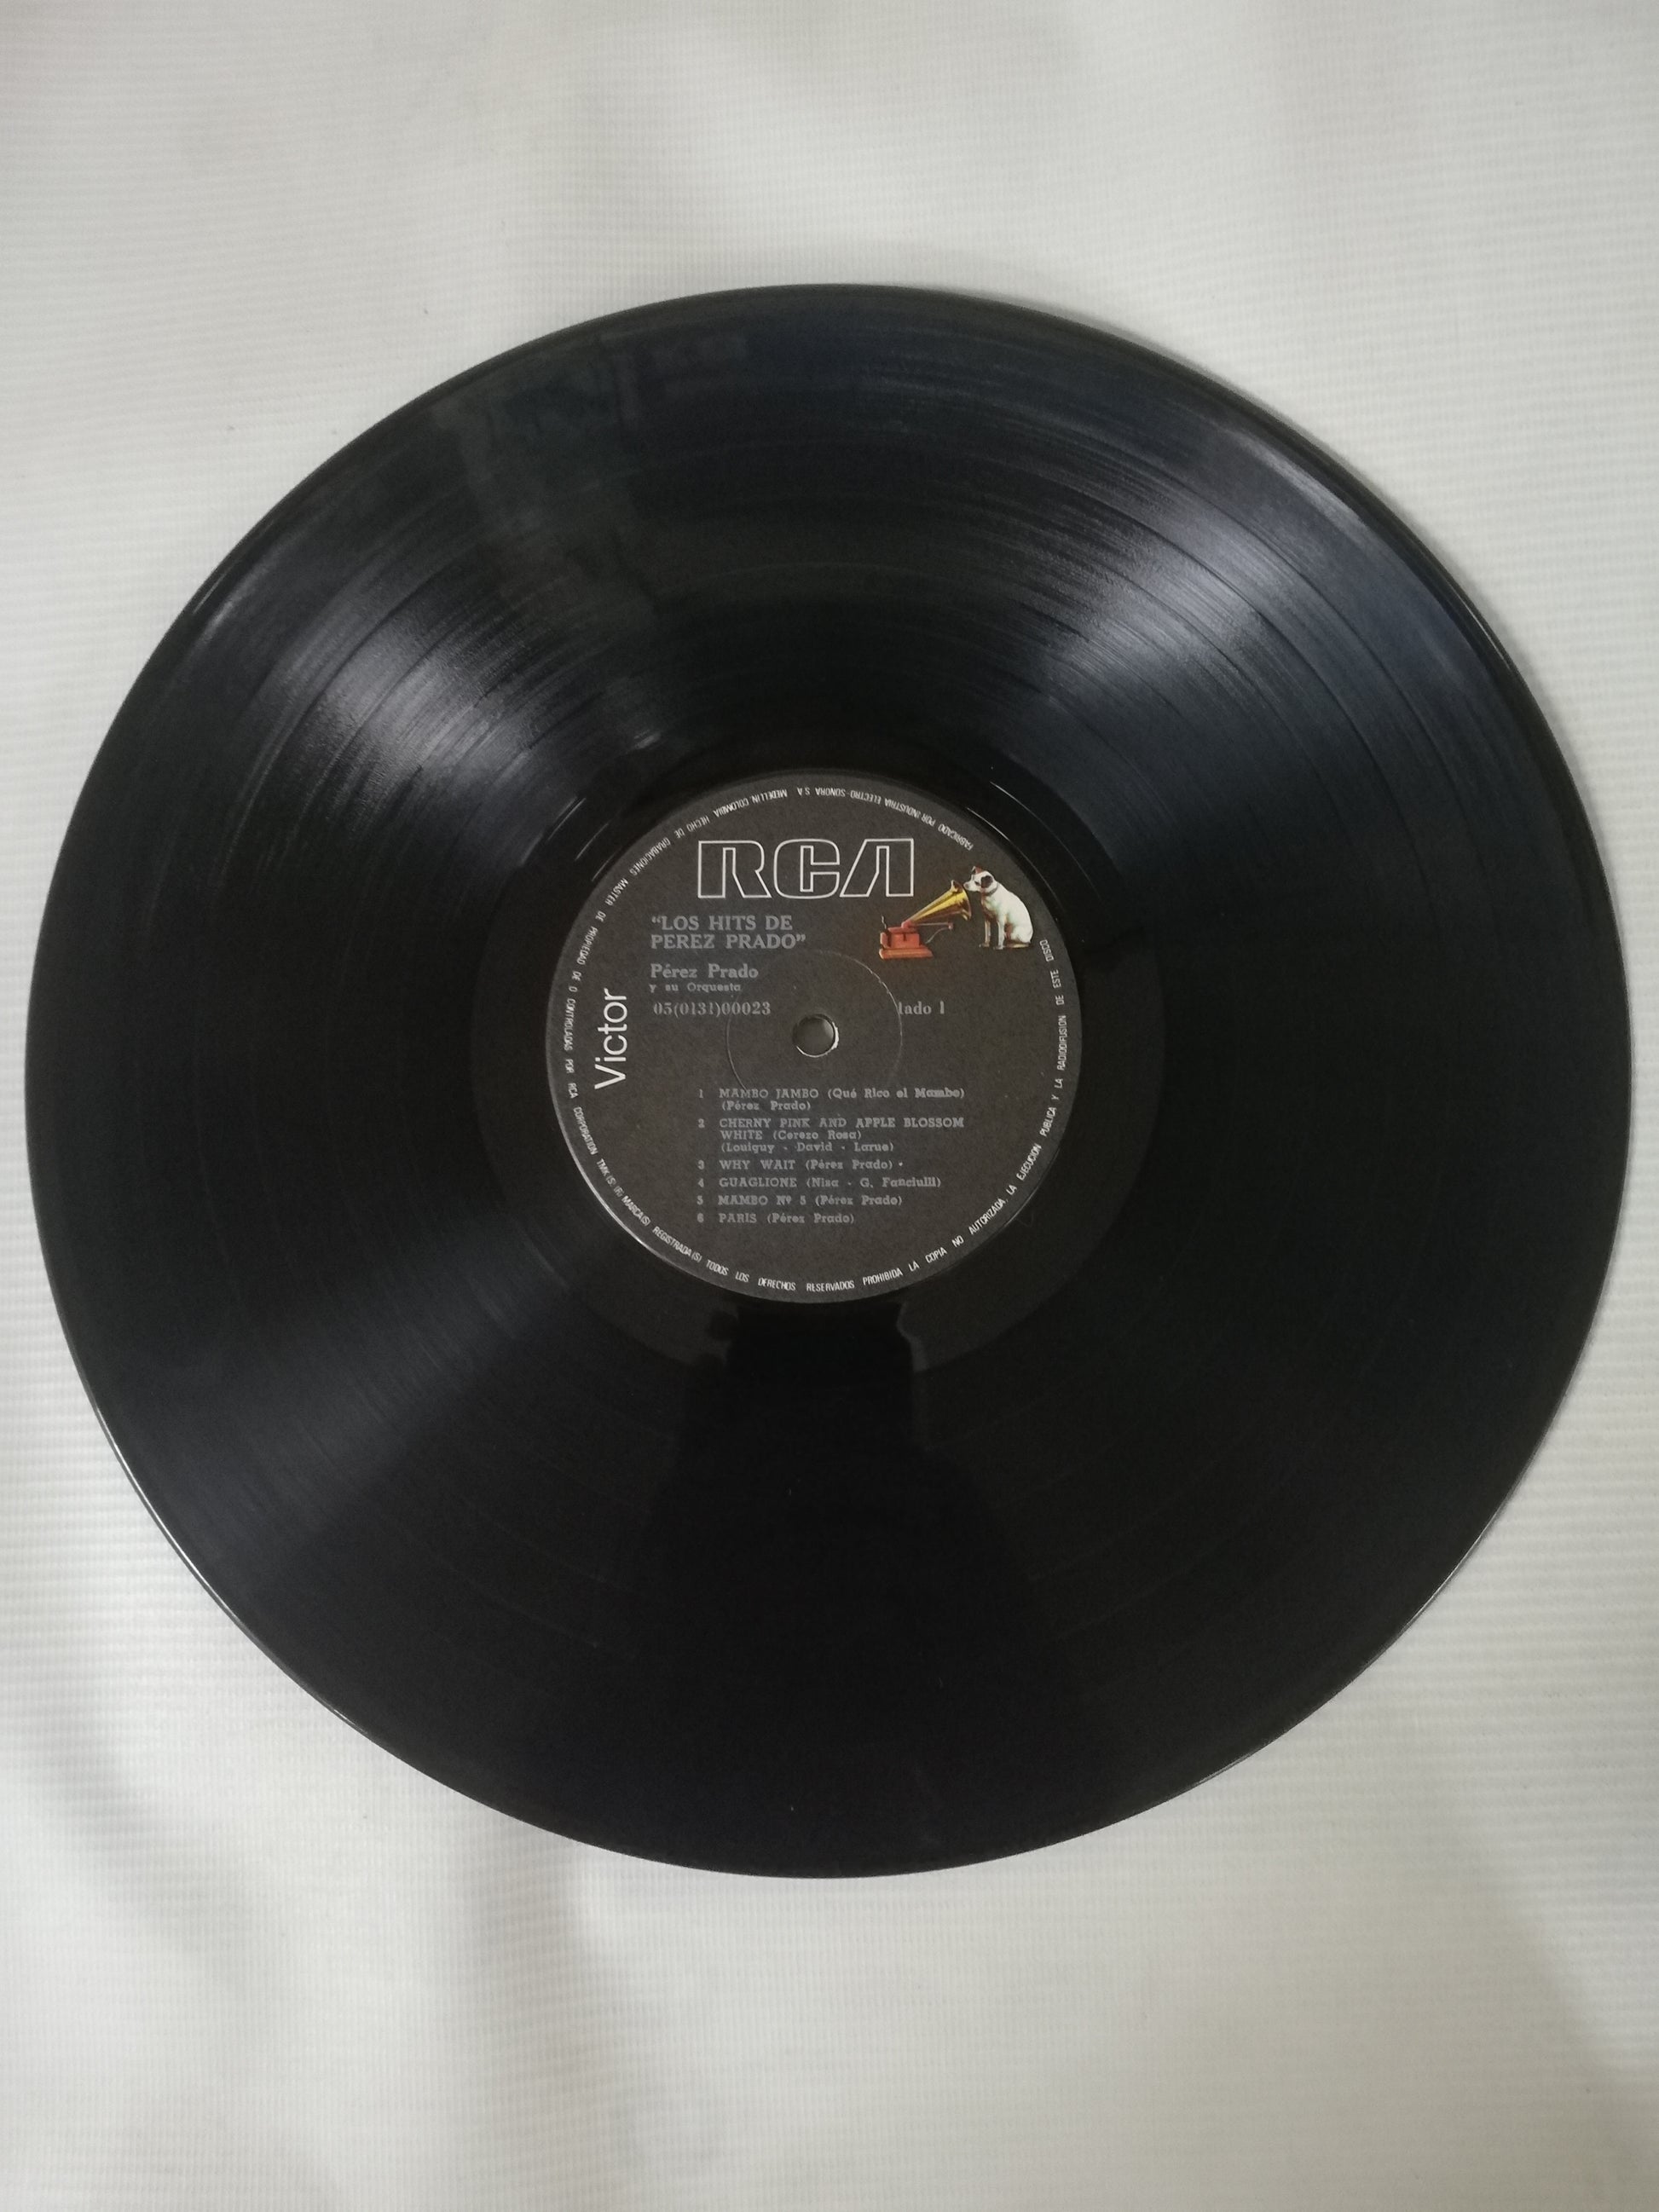 RCA
"LOS HITS DE
PEREZ PRADO"
Pérez Prado
y su Orquesta
05(0131)00023 lado 1
Victor
1 MAMBO JAMBO (Qué Rico el Mambo)
(Pérez Prado)
2 CHERNY PINK AND APPLE BLOSSOM
WHITE (Cerezo Rosa)
(Louiguy - David - Larue)
3 WHY WAIT (Pérez Prado) •
4 GUAGLIONE (Nisa - G. Fanciulli)
5 MAMBO Nº 5 (Pérez Prado)
6 PARIS (Pérez Prado)
FABRICADO POR INDUSTRIA ELECTRO SONORA S A MEDELLIN COLOMBIA HECHO DE GRABACIONES MASTER DE PROPIEDAD DE O CONTROLADAS POR RCA CORPORATION TMK(S) (R) MARCA(S) REGISTRADA(S) TODOS LOS DERECHOS RESERVADOS PROHIBIDA LA COPIA NO AUTORIZADA, LA EJECUCION PUBLICA Y LA RADIODIFUSION DE ESTE DISCO